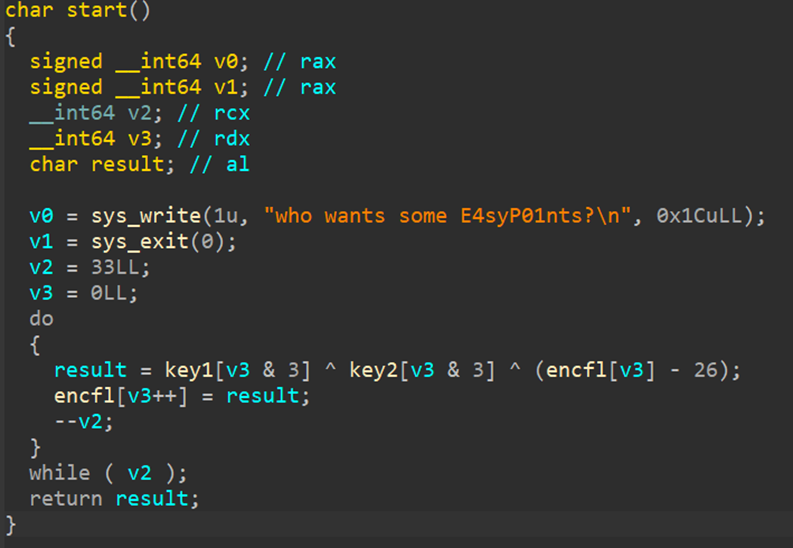 char start()
{
signed __int64 v0; // rax
signed __int64 v1; // rax
__int64 v2; // rcx
__int64 v3; // rdx
char result; // al
v0 = sys_write(1u, "who wants some E4syP01nts?\n", 0x1CuLL);
v1 = sys_exit(0);
v2 = 33LL;
v3 = 0LL;
do
{
result = key1[v3 & 3] ^ key2[v3 & 3] ^ (encfl[v3] - 26);
encfl[v3++] = result;
--v2;
}
while ( v2 );
return result;
}